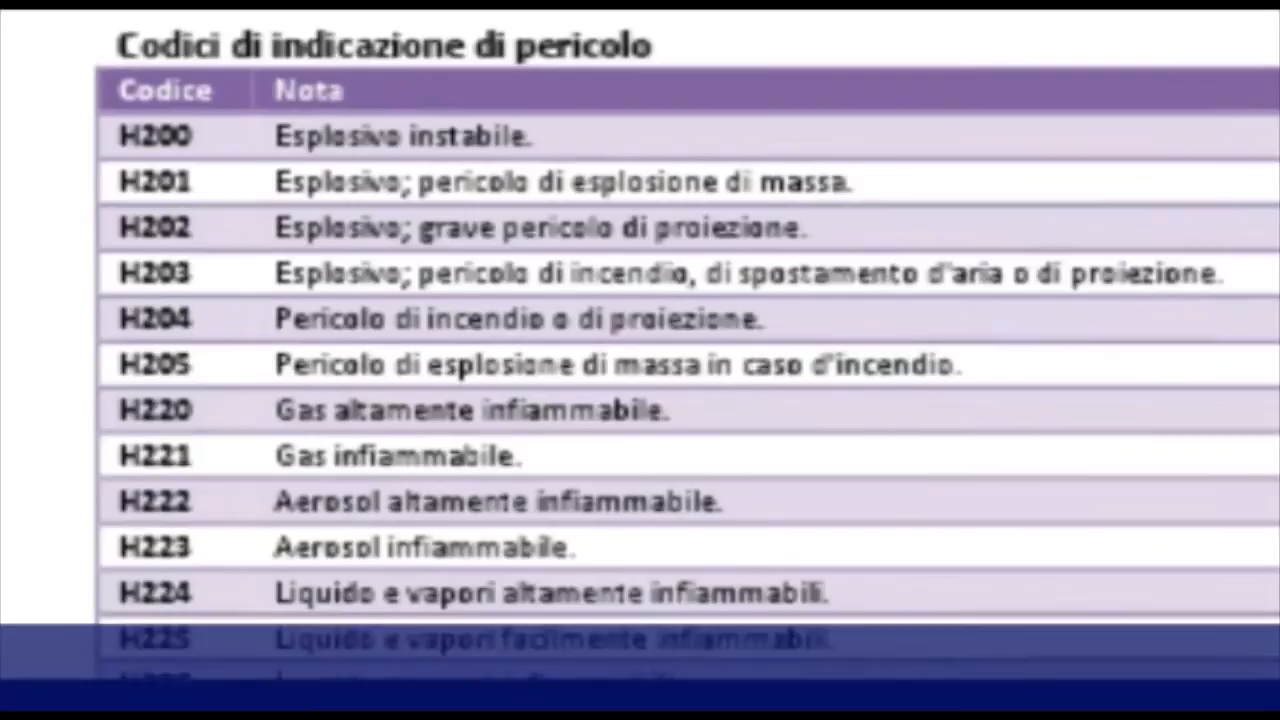 Codici di indicazione di pericolo
Codice Nota
H200 Esplosivo instabile.
H201 Esplosivo; pericolo di esplosione di massa.
H202 Esplosivo; grave pericolo di proiezione.
H203 Esplosivo; pericolo di incendio, di spostamento d'aria o di proiezione.
H204 Pericolo di incendio o di proiezione.
H205 Pericolo di esplosione di massa in caso d'incendio.
H220 Gas altamente infiammabile.
H221 Gas infiammabile.
H222 Aerosol altamente infiammabile.
H223 Aerosol infiammabile.
H224 Liquido e vapori altamente infiammabili.
H225 Liquido e vapori facilmente infiammabili.